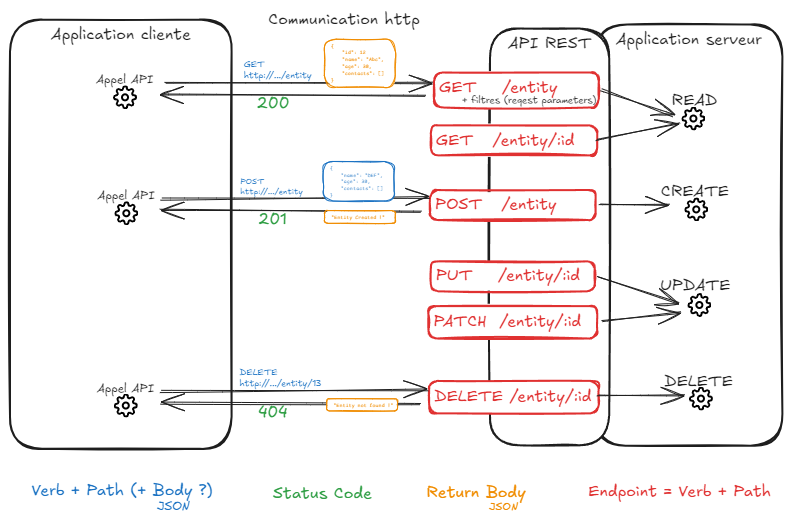 Communication http
Application cliente
API REST
Application serveur
Appel API
GET
http://.../entity
{
"id": 13
"name": "Abc",
"age": 30,
"contacts": []
}
200
GET /entity
+ filtres (reqest parameters)
GET /entity/:id
READ
Appel API
POST
http://.../entity
{
"name": "Def",
"age": 30,
"contacts": []
}
201
"Entity Created !"
POST /entity
CREATE
PUT /entity/:id
PATCH /entity/:id
UPDATE
Appel API
DELETE
http://.../entity/13
404
"Entity not found !"
DELETE /entity/:id
DELETE
Verb + Path (+ Body ?)
JSON
Status Code
Return Body
JSON
Endpoint = Verb + Path